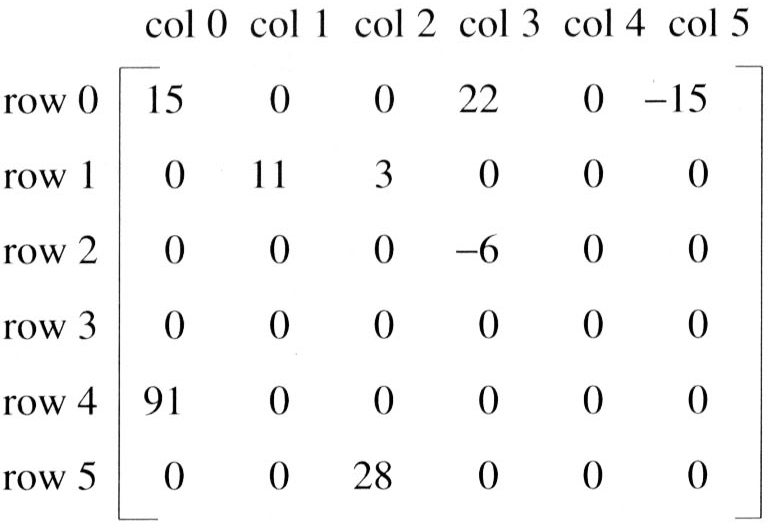 col 0 col 1 col 2 col 3 col 4 col 5
row 0 15 0 0 22 0 –15
row 1 0 11 3 0 0 0
row 2 0 0 0 –6 0 0
row 3 0 0 0 0 0 0
row 4 91 0 0 0 0 0
row 5 0 0 28 0 0 0